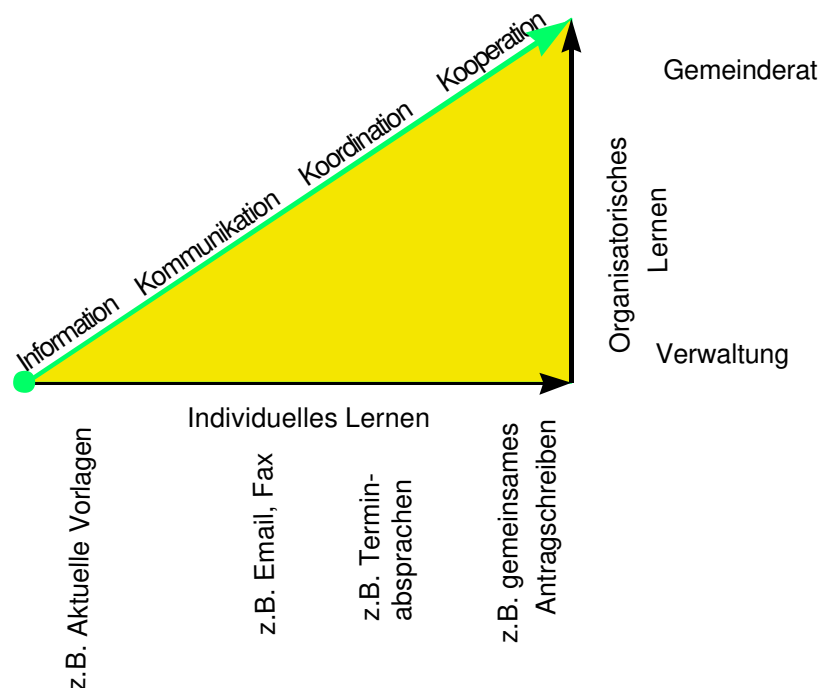 Information
Kommunikation
Koordination
Kooperation
Gemeinderat
Organisatorisches
Lernen
Verwaltung
Individuelles Lernen
z.B. Aktuelle Vorlagen
z.B. Email, Fax
z.B. Termin-
absprachen
z.B. gemeinsames
Antragschreiben